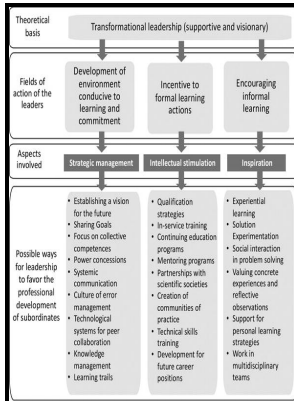 Theoretical
basis
Transformational leadership (supportive and visionary)
Fields of
action of the
leaders
Development of
environment
conducive to
learning and
commitment
Incentive to
formal learning
actions
Encouraging
informal
learning
Aspects
involved
Strategic management
Intellectual stimulation
Inspiration
Possible ways
for leadership
to favor the
professional
development
of subordinates
• Establishing a vision
for the future
• Sharing Goals
• Focus on collective
competences
• Power concessions
• Systemic
communication
• Culture of error
management
• Technological
systems for peer
collaboration
• Knowledge
management
• Learning trails
• Qualification
strategies
• In-service training
• Continuing education
programs
• Mentoring programs
• Partnerships with
scientific societies
• Creation of
communities of
practice
• Technical skills
training
• Development for
future career
positions
• Experiential
learning
• Solution
Experimentation
• Social interaction in
problem solving
• Valuing concrete
experiences and
reflective
observations
• Support for
personal learning
strategies
• Work in
multidisciplinary
teams